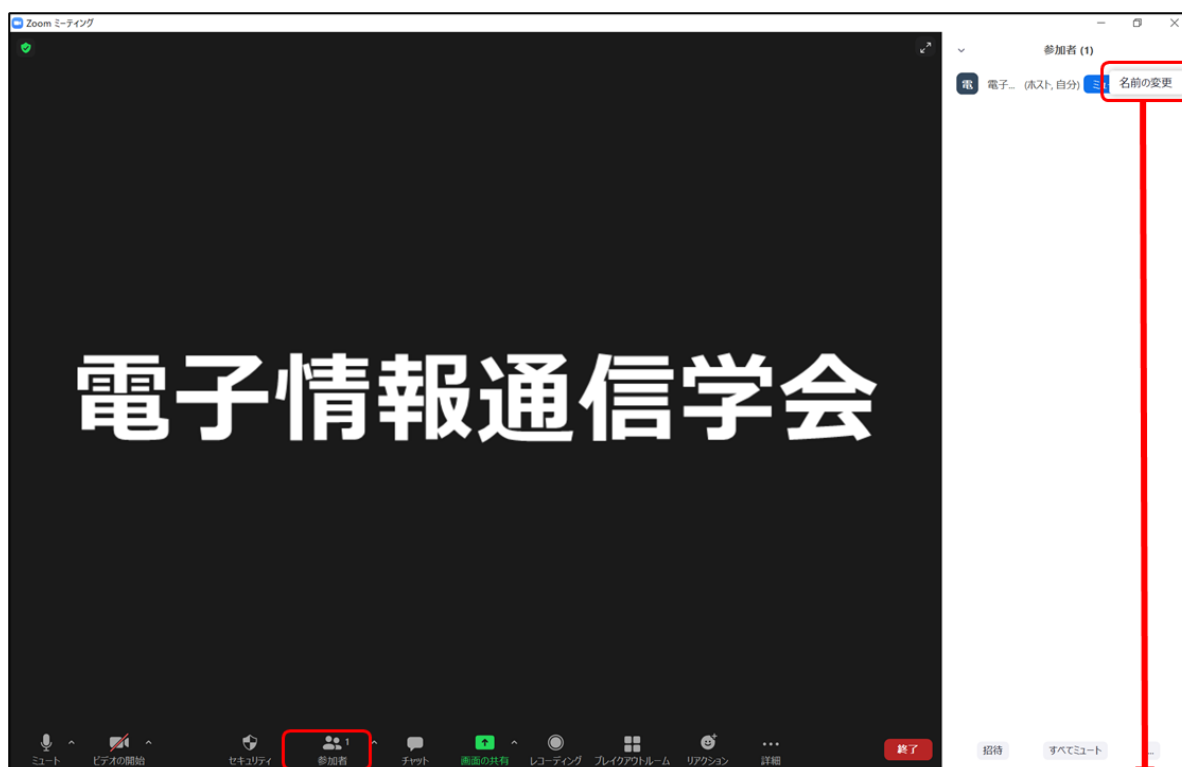 Zoom ミーティング
参加者 (1)
電 電子... (ホスト, 自分) ミュ 名前の変更
電子情報通信学会
ミュート
ビデオの開始
セキュリティ
1
参加者
チャット
画面の共有
レコーディング
ブレイクアウトルーム
リアクション
詳細
終了
招待
すべてミュート
...